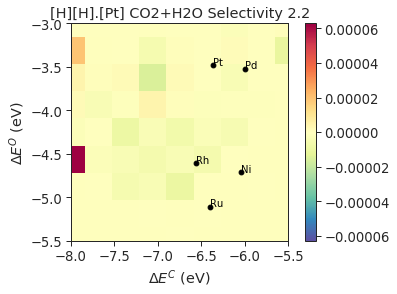 [H][H].[Pt] CO2+H2O Selectivity 2.2
−3.0
−3.5
−4.0
−4.5
−5.0
−5.5
ΔE^O (eV)
Pt
Pd
Rh
Ni
Ru
−8.0 −7.5 −7.0 −6.5 −6.0 −5.5
ΔE^C (eV)
0.00006
0.00004
0.00002
0.00000
−0.00002
−0.00004
−0.00006